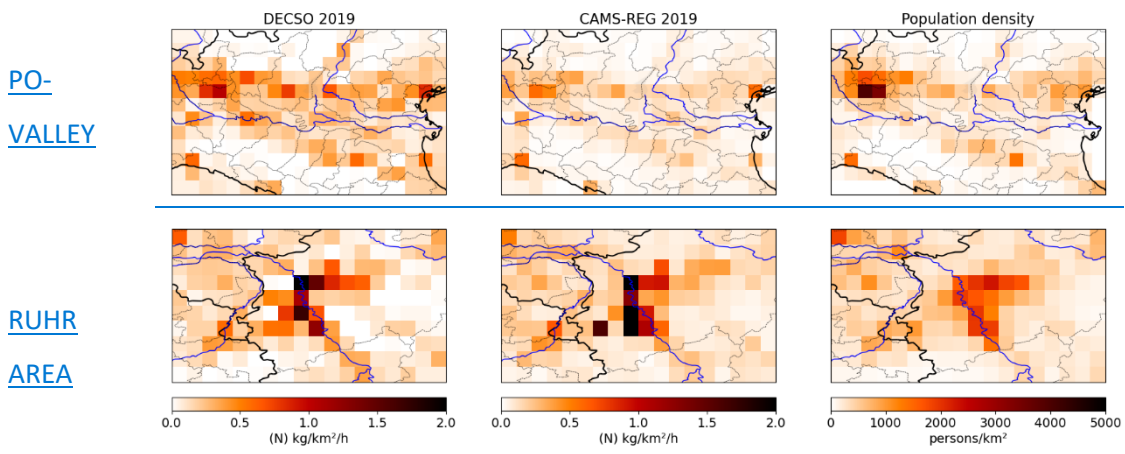 DECSO 2019
CAMS-REG 2019
Population density
PO-
VALLEY
RUHR
AREA
0.0 0.5 1.0 1.5 2.0
(N) kg/km²/h
0.0 0.5 1.0 1.5 2.0
(N) kg/km²/h
0 1000 2000 3000 4000 5000
persons/km²